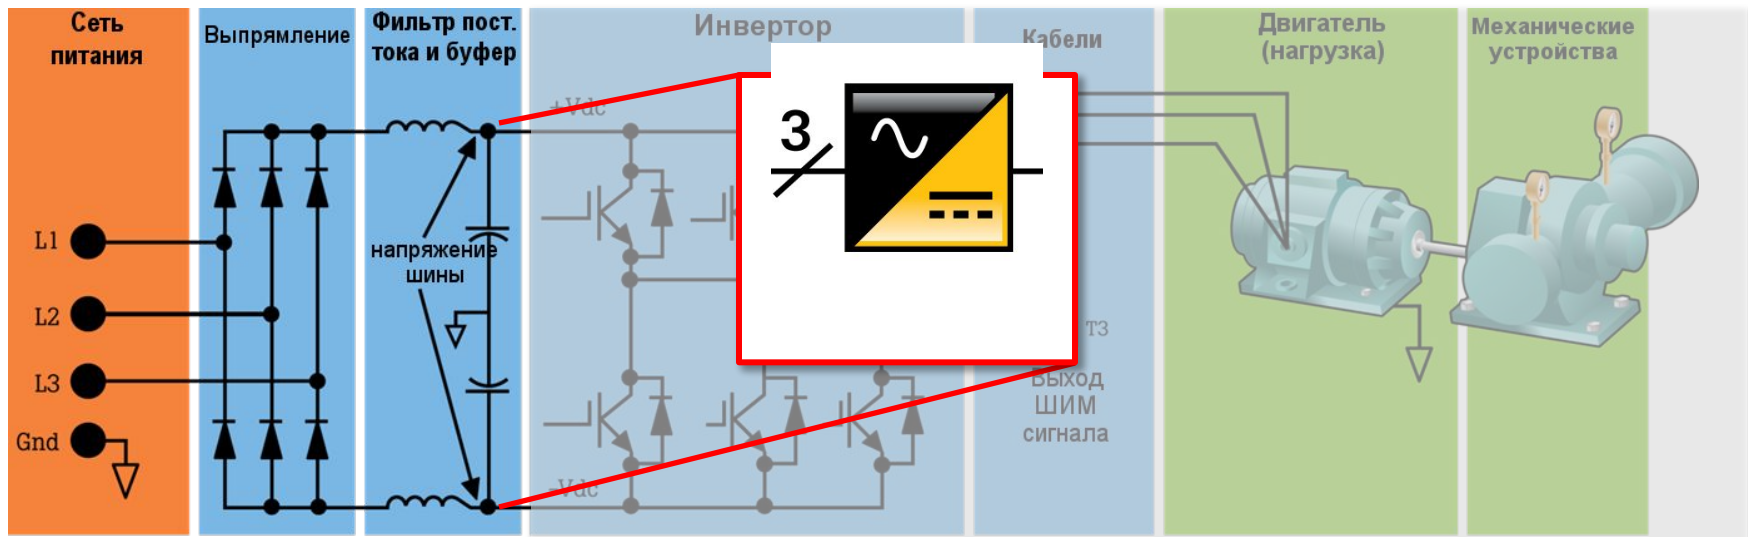 Сеть
питания
Выпрямление
Фильтр пост.
тока и буфер
Инвертор
Кабели
Двигатель
(нагрузка)
Механические
устройства
+Vdc
3
L1
напряжение
шины
L2
T3
L3
Выход
ШИМ
сигнала
Gnd
-Vdc